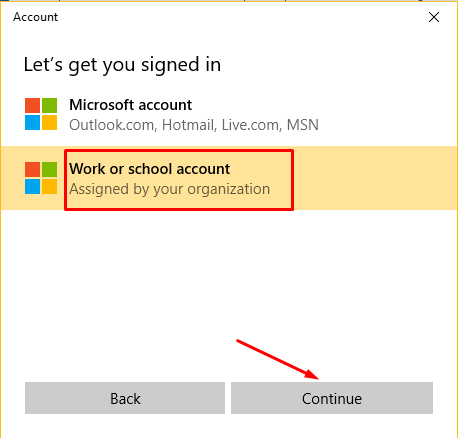 Account
Let's get you signed in
Microsoft account
Outlook.com, Hotmail, Live.com, MSN
Work or school account
Assigned by your organization
Back Continue